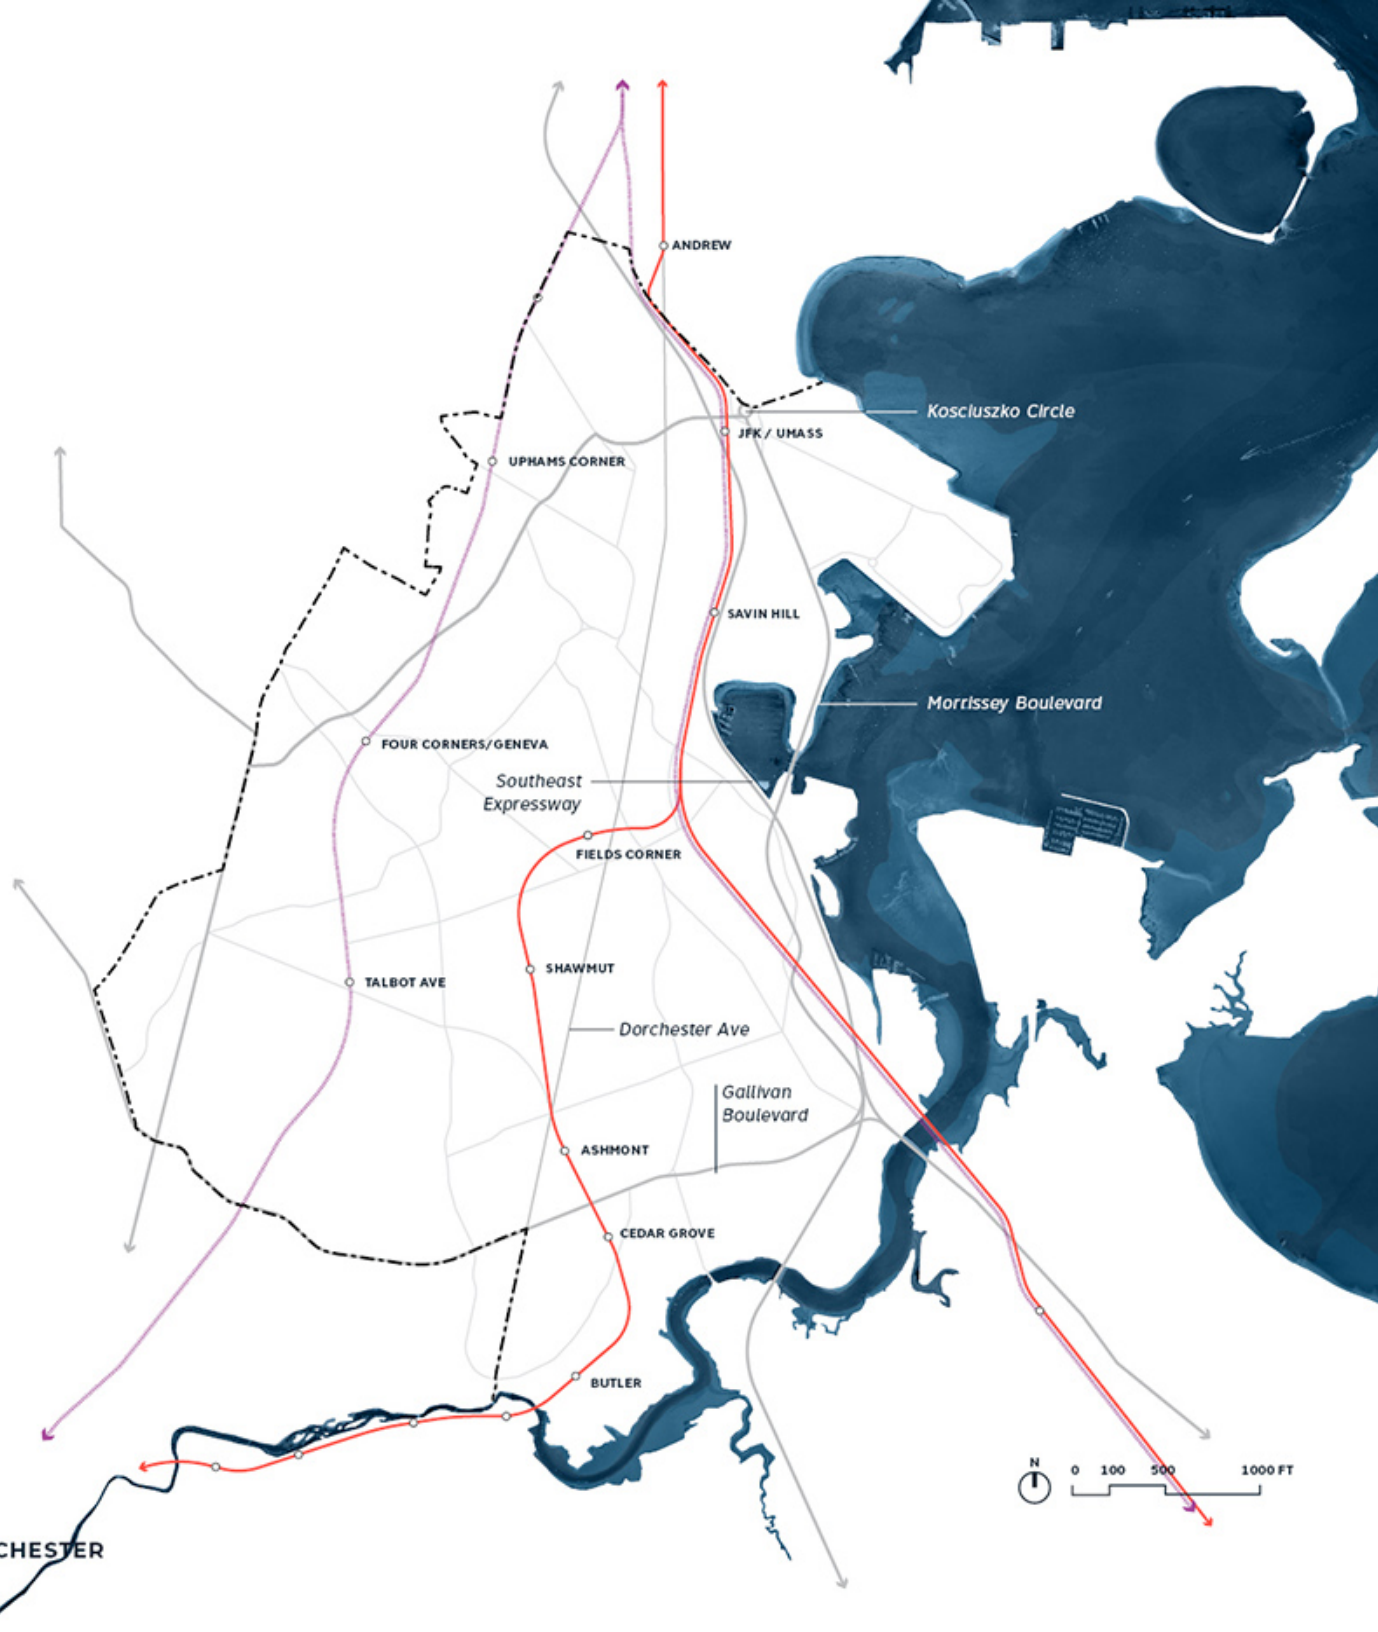 ANDREW
Kosciuszko Circle
JFK / UMASS
UPHAMS CORNER
SAVIN HILL
Morrissey Boulevard
FOUR CORNERS/GENEVA
Southeast
Expressway
FIELDS CORNER
SHAWMUT
TALBOT AVE
Dorchester Ave
Gallivan
Boulevard
ASHMONT
CEDAR GROVE
BUTLER
N
0 100 500 1000 FT
CHESTER